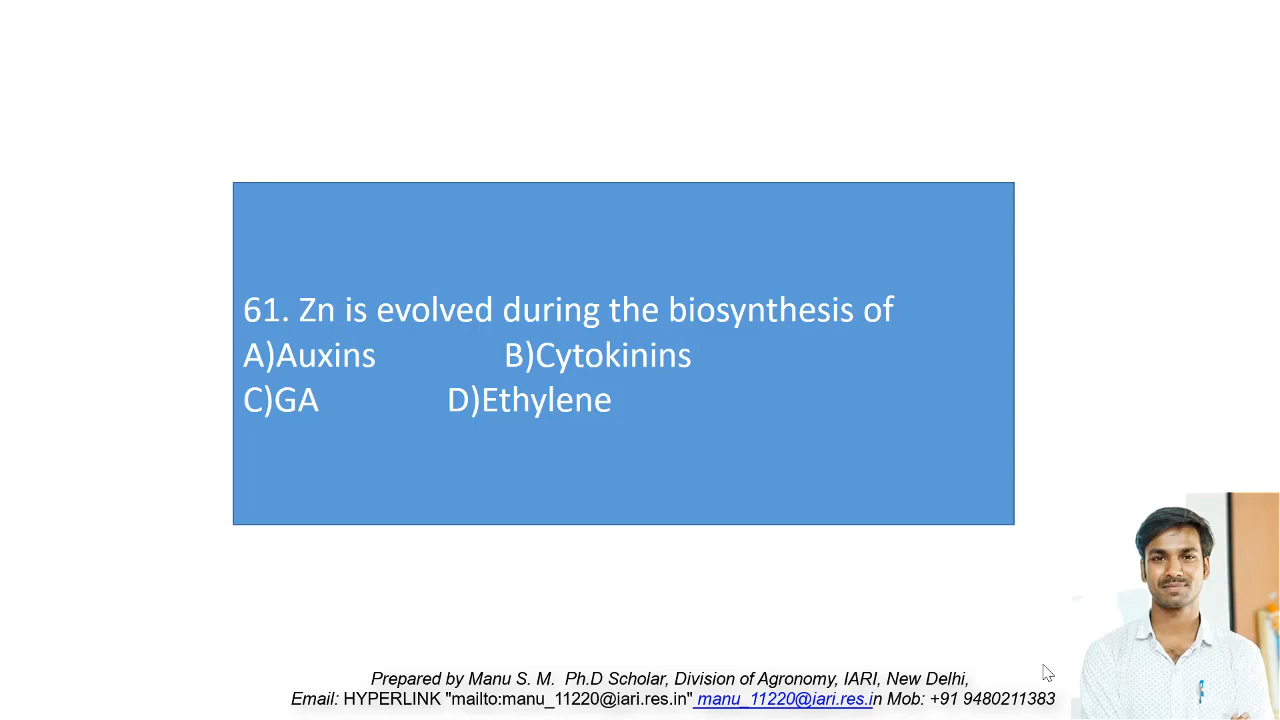 61. Zn is evolved during the biosynthesis of
A)Auxins B)Cytokinins
C)GA D)Ethylene
Prepared by Manu S. M. Ph.D Scholar, Division of Agronomy, IARI, New Delhi,
Email: HYPERLINK "mailto:manu_11220@iari.res.in" manu_11220@iari.res.in Mob: +91 9480211383